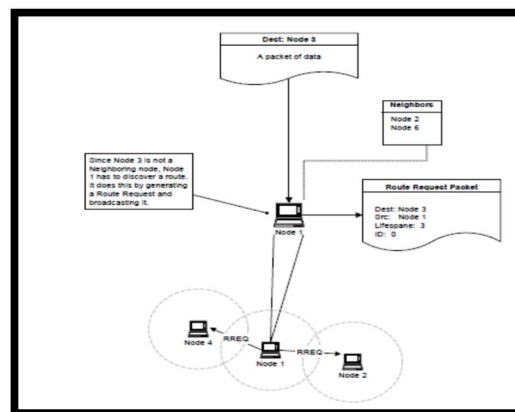 Dest: Node 3
A packet of data
Neighbors
Node 2
Node 6
Since Node 3 is not a
Neighboring node, Node
1 has to discover a route.
It does this by generating
a Route Request and
broadcasting it.
Route Request Packet
Dest: Node 3
Src: Node 1
Lifespane: 3
ID: 0
Node 1
Node 4
RREQ
Node 1
RREQ
Node 2